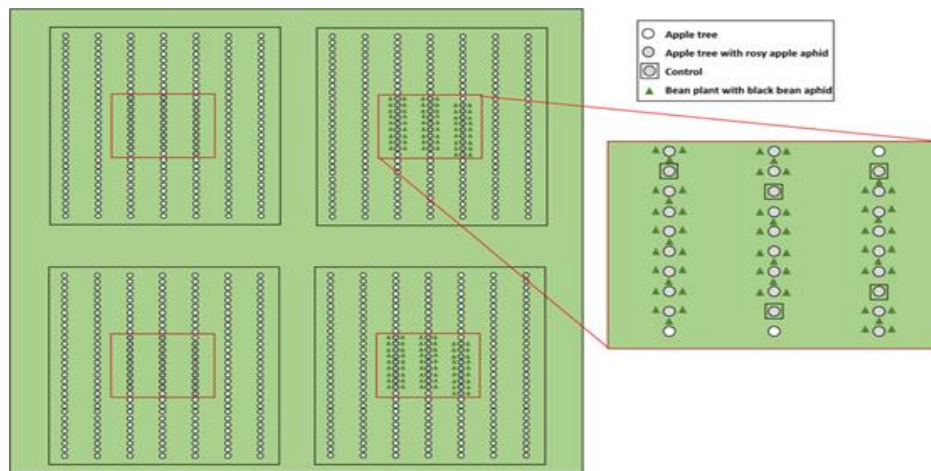 Apple tree
Apple tree with rosy apple aphid
Control
Bean plant with black bean aphid